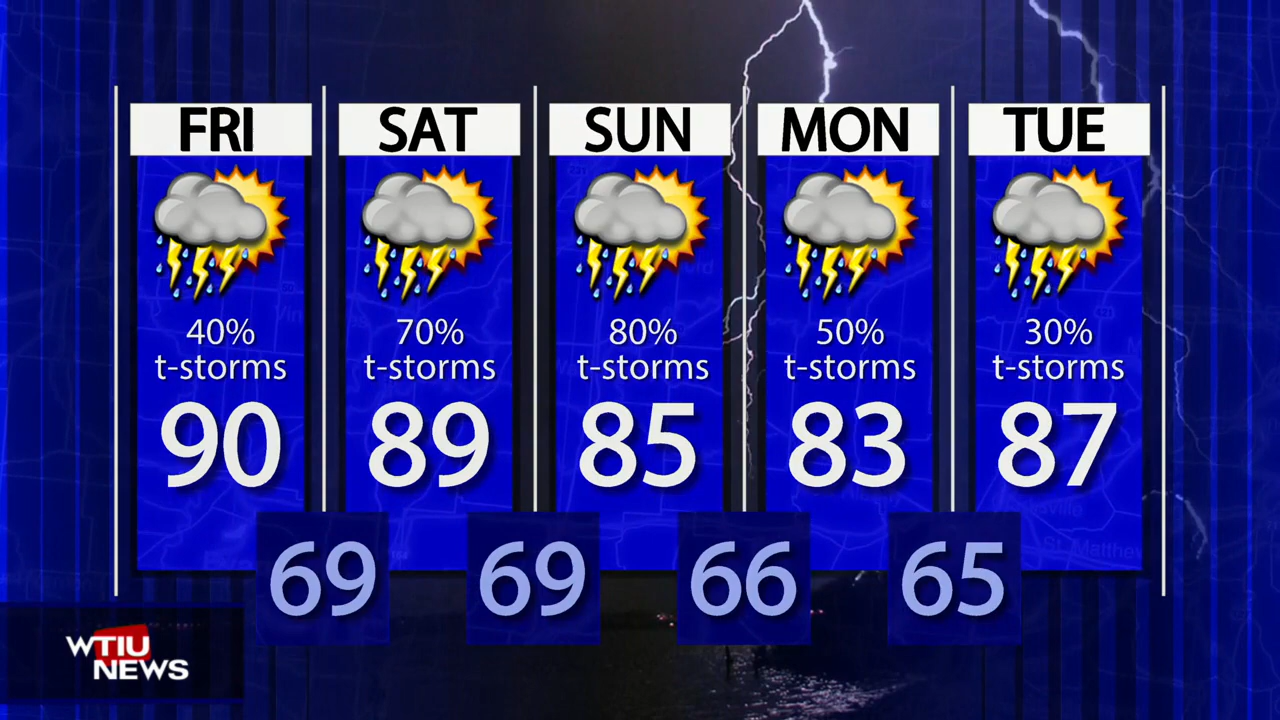 FRI
40%
t-storms
90
SAT
70%
t-storms
89
SUN
80%
t-storms
85
MON
50%
t-storms
83
TUE
30%
t-storms
87
69
69
66
65
WTIU
NEWS